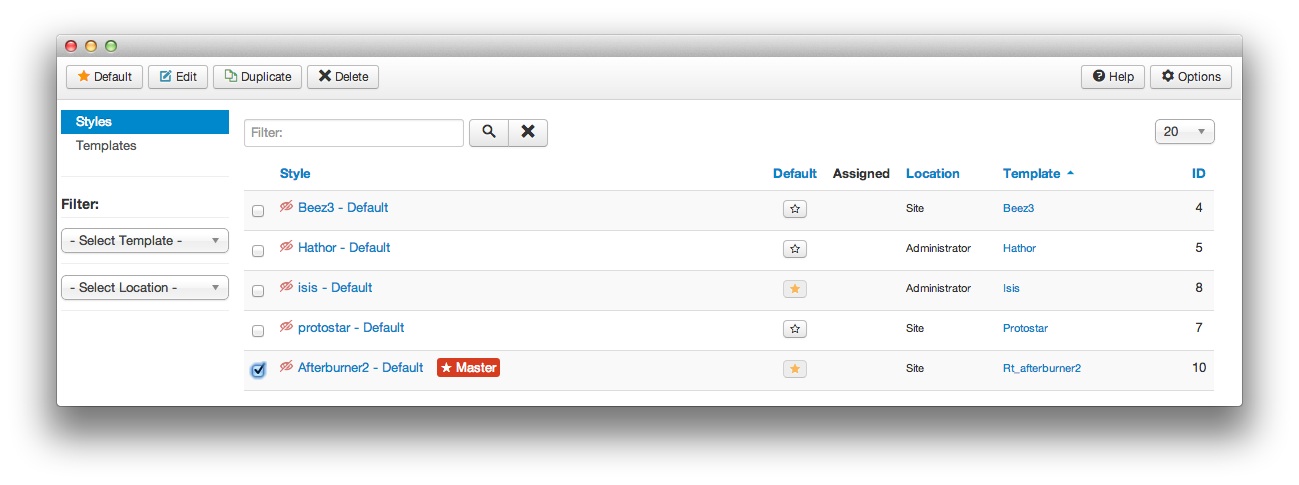 Default Edit Duplicate Delete Help Options
Styles
Templates
Filter:
- Select Template -
- Select Location -
Filter: 20
Style Default Assigned Location Template ID
Beez3 - Default Site Beez3 4
Hathor - Default Administrator Hathor 5
isis - Default Administrator Isis 8
protostar - Default Site Protostar 7
Afterburner2 - Default Master Site Rt_afterburner2 10